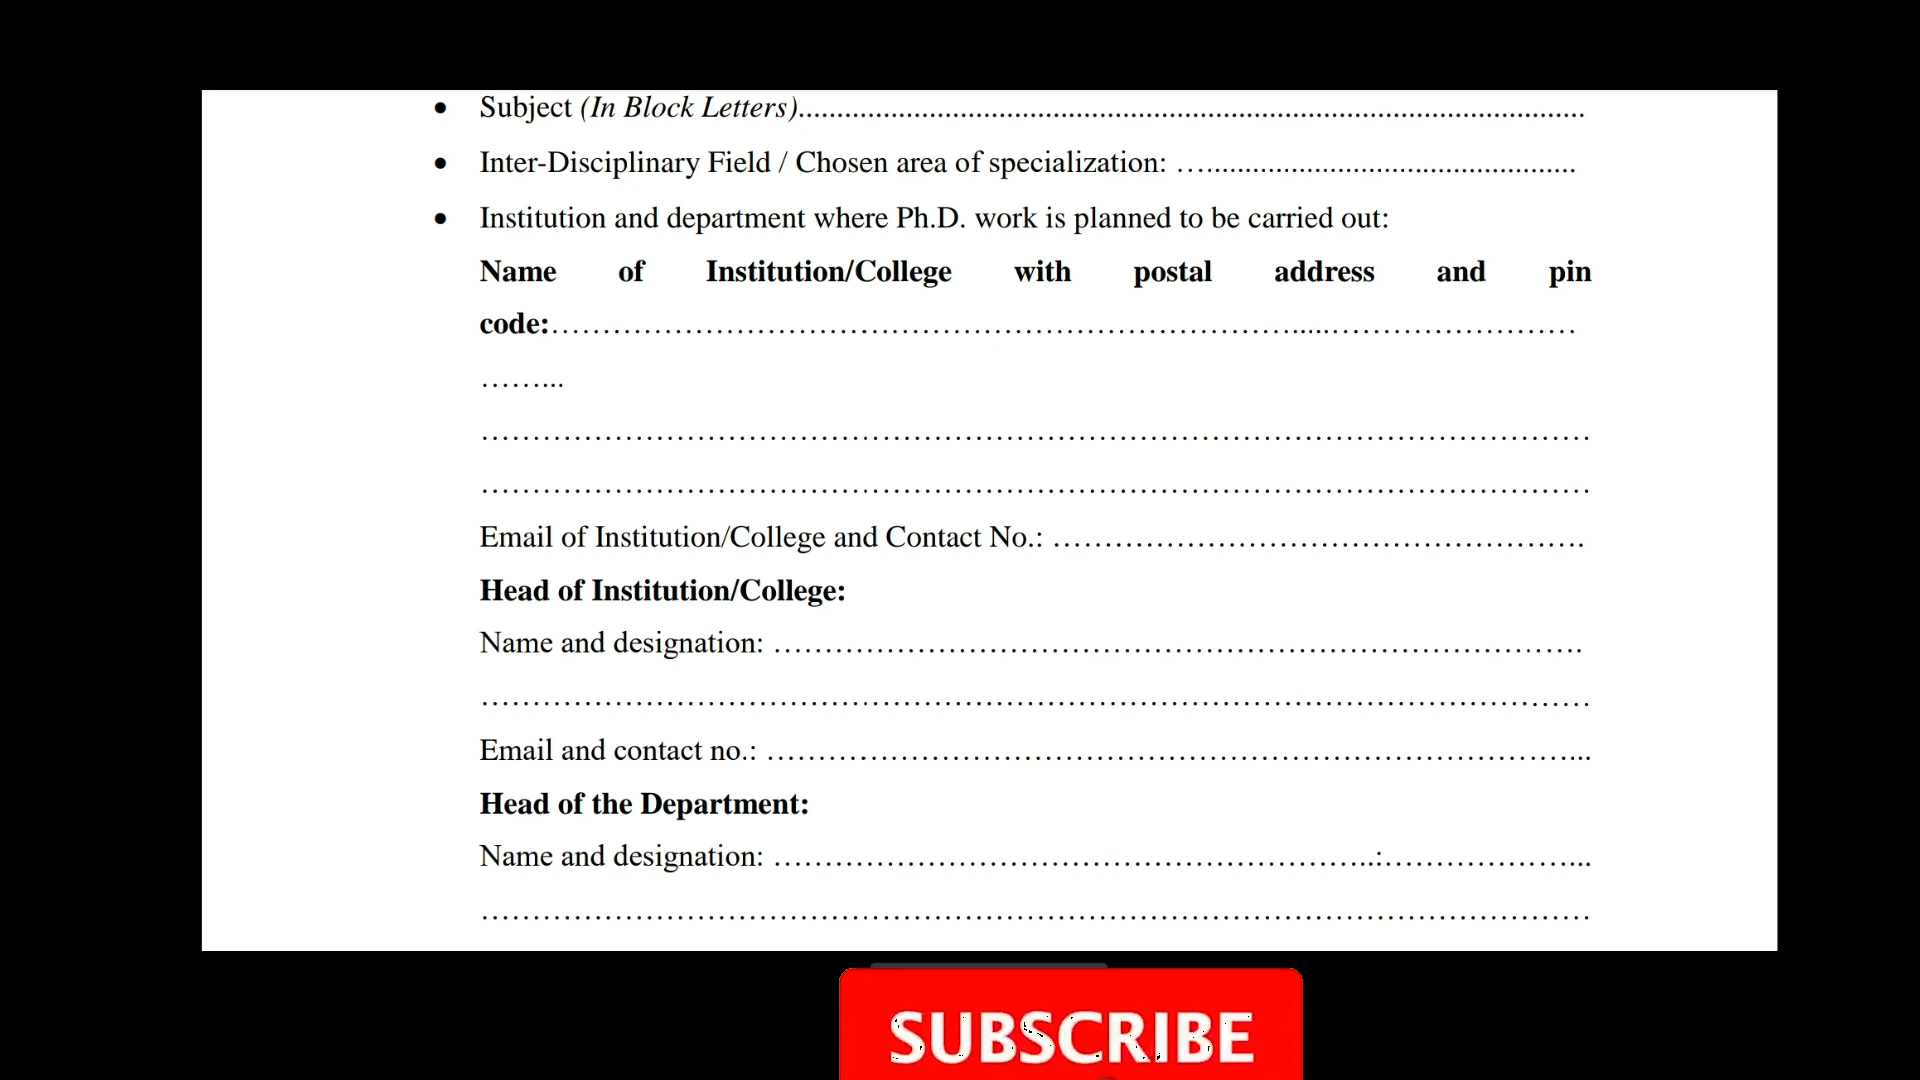 • Subject (In Block Letters)....................................................................................................
• Inter-Disciplinary Field / Chosen area of specialization: …................................................
• Institution and department where Ph.D. work is planned to be carried out:
Name of Institution/College with postal address and pin
code:……………………………………………………………….....……………………
……...
…………………………………………………………………………………………………
…………………………………………………………………………………………………
Email of Institution/College and Contact No.: …………………………………………….
Head of Institution/College:
Name and designation: …………………………………………………………………….
…………………………………………………………………………………………………
Email and contact no.: ……………………………………………………………………...
Head of the Department:
Name and designation: …………………………………………………..:………………...
…………………………………………………………………………………………………
SUBSCRIBE